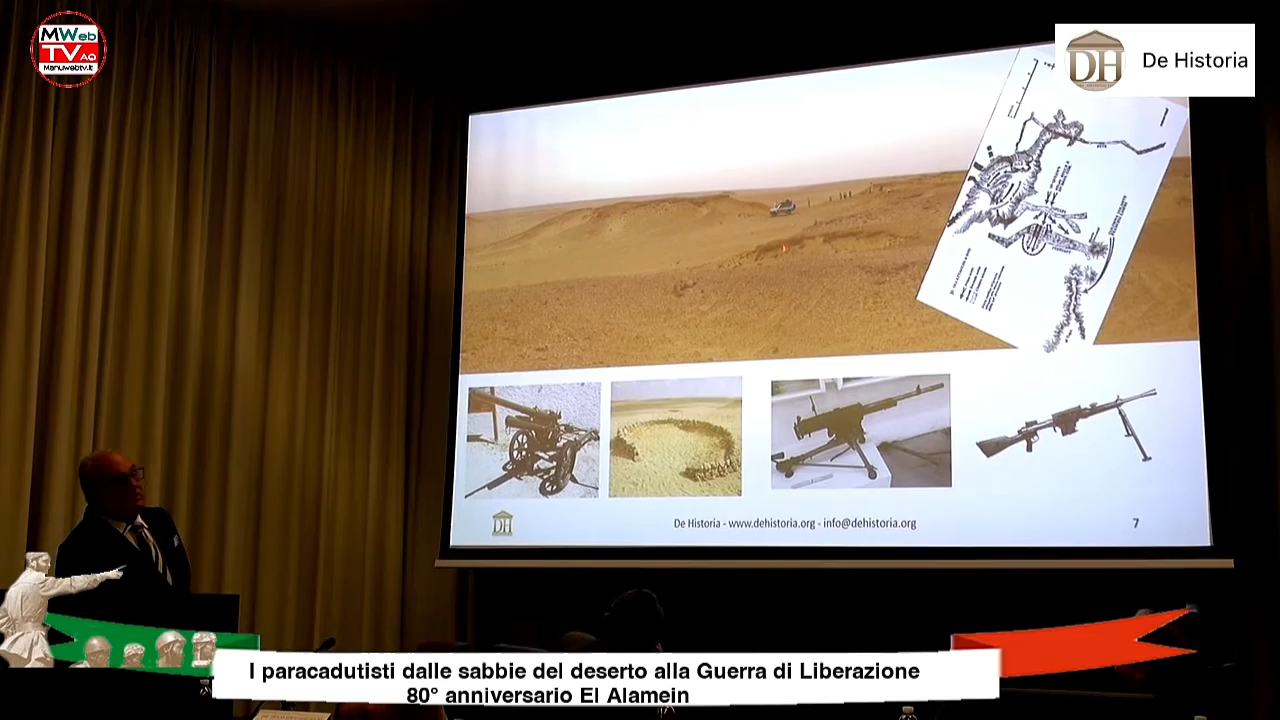 MWeb
TV AQ
Manuwebtv.it
DH
De Historia
DH
De Historia - www.dehistoria.org - info@dehistoria.org
7
I paracadutisti dalle sabbie del deserto alla Guerra di Liberazione
80° anniversario El Alamein